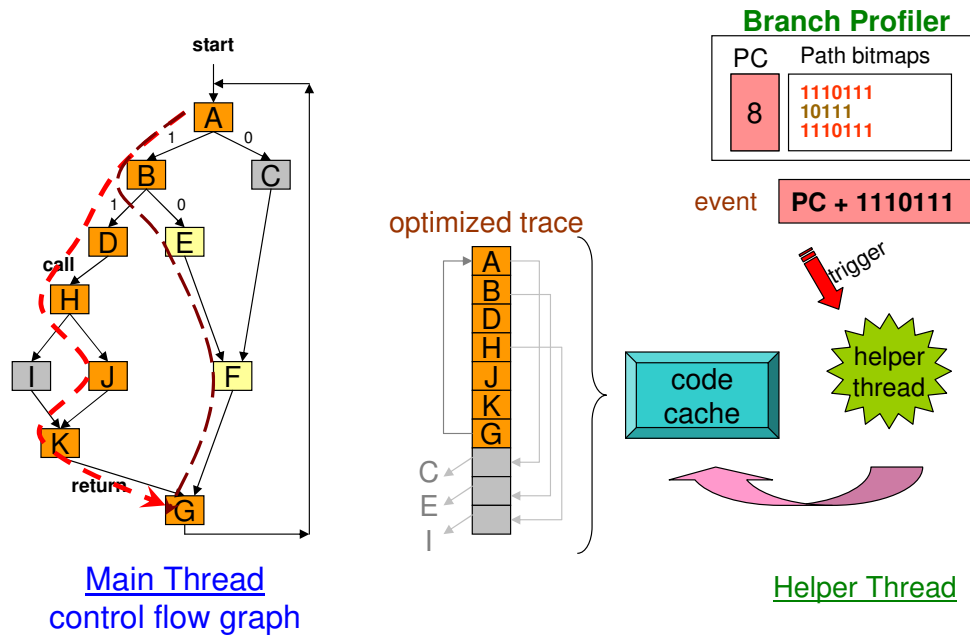 Branch Profiler
PC
Path bitmaps
8
1110111
10111
1110111
event
PC + 1110111
trigger
start
A
1
0
B
C
1
0
D
E
call
H
I
J
F
K
return
G
optimized trace
A
B
D
H
J
K
G
C
E
I
code
cache
helper
thread
Main Thread
control flow graph
Helper Thread